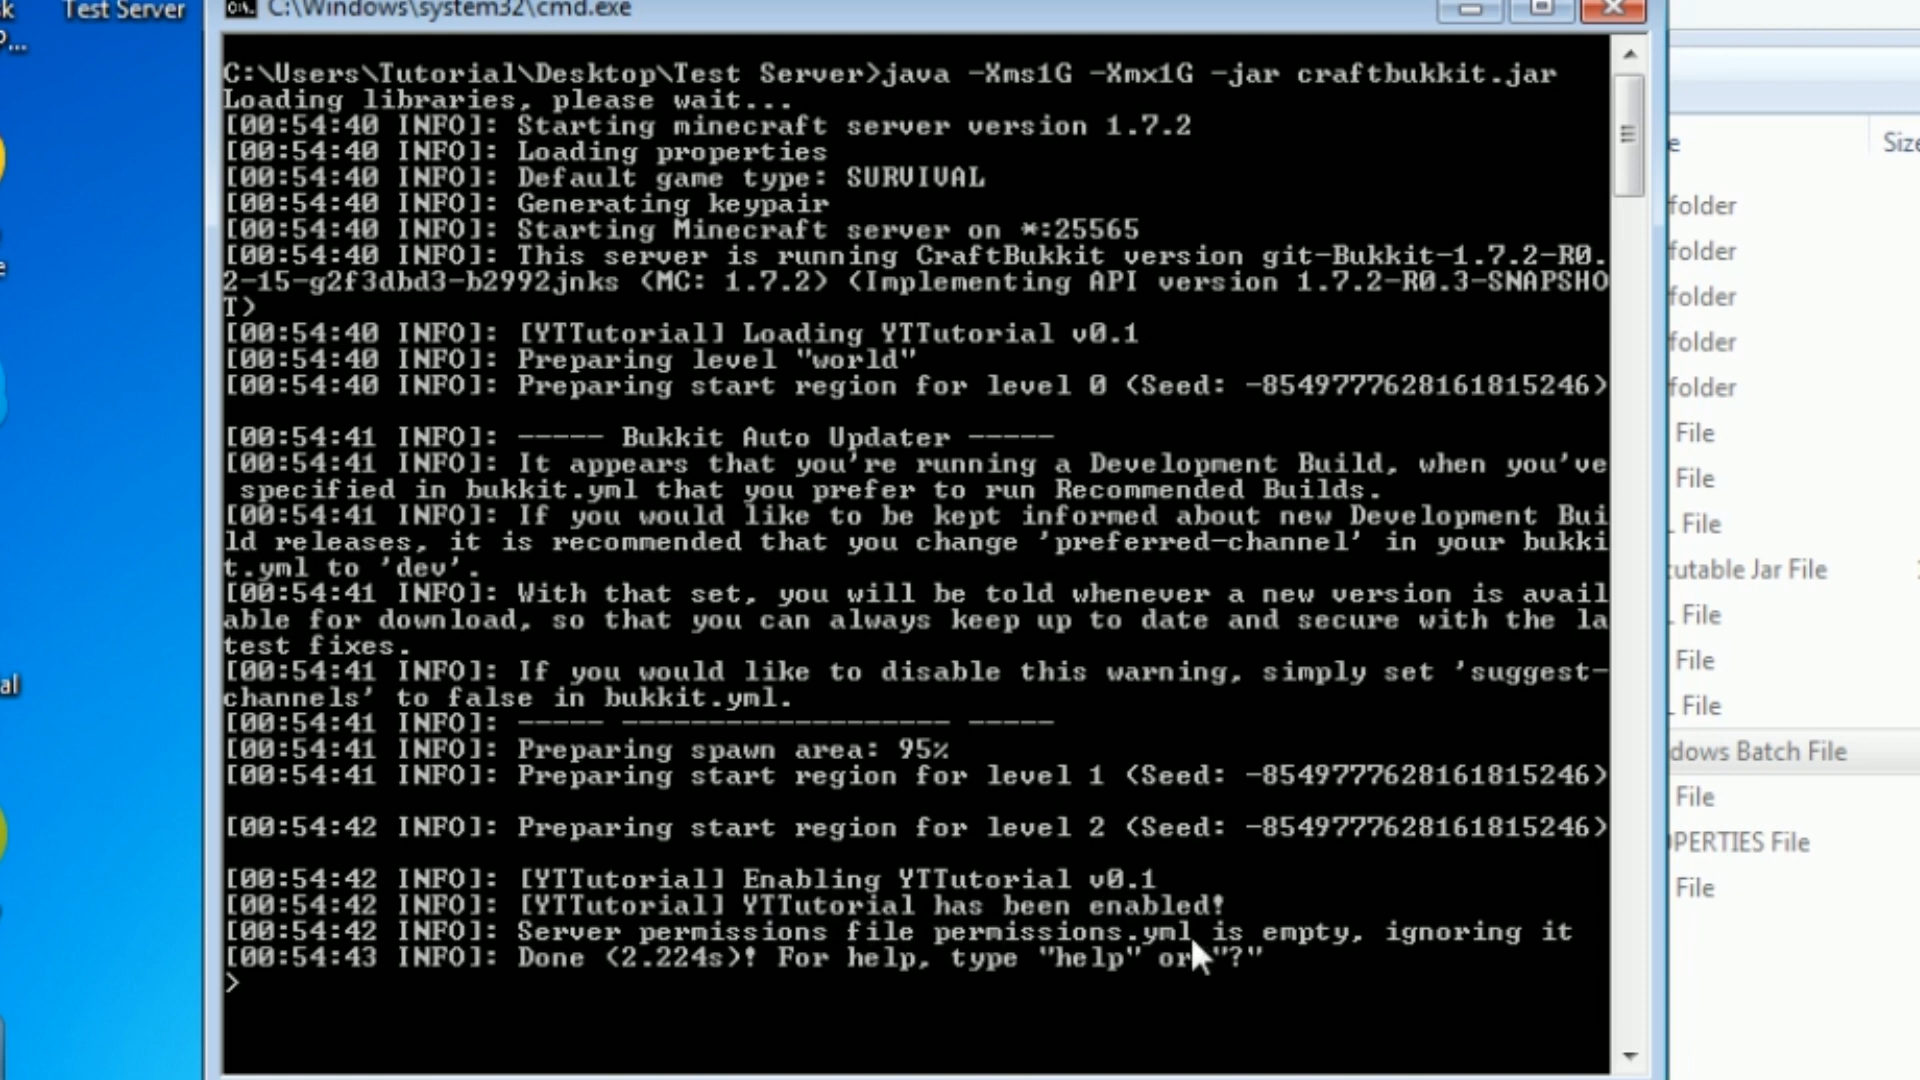 Test Server
C:\Windows\system32\cmd.exe
C:\Users\Tutorial\Desktop\Test Server>java -Xms1G -Xmx1G -jar craftbukkit.jar
Loading libraries, please wait...
[00:54:40 INFO]: Starting minecraft server version 1.7.2
[00:54:40 INFO]: Loading properties
[00:54:40 INFO]: Default game type: SURVIVAL
[00:54:40 INFO]: Generating keypair
[00:54:40 INFO]: Starting Minecraft server on *:25565
[00:54:40 INFO]: This server is running CraftBukkit version git-Bukkit-1.7.2-R0.
2-15-g2f3dbd3-b2992jnks (MC: 1.7.2) (Implementing API version 1.7.2-R0.3-SNAPSHO
T)
[00:54:40 INFO]: [YTTutorial] Loading YTTutorial v0.1
[00:54:40 INFO]: Preparing level "world"
[00:54:40 INFO]: Preparing start region for level 0 (Seed: -8549777628161815246)
[00:54:41 INFO]: ----- Bukkit Auto Updater -----
[00:54:41 INFO]: It appears that you're running a Development Build, when you've
 specified in bukkit.yml that you prefer to run Recommended Builds.
[00:54:41 INFO]: If you would like to be kept informed about new Development Bui
ld releases, it is recommended that you change 'preferred-channel' in your bukki
t.yml to 'dev'.
[00:54:41 INFO]: With that set, you will be told whenever a new version is avail
able for download, so that you can always keep up to date and secure with the la
test fixes.
[00:54:41 INFO]: If you would like to disable this warning, simply set 'suggest-
channels' to false in bukkit.yml.
[00:54:41 INFO]: ----- ------------------- -----
[00:54:41 INFO]: Preparing spawn area: 95%
[00:54:41 INFO]: Preparing start region for level 1 (Seed: -8549777628161815246)
[00:54:42 INFO]: Preparing start region for level 2 (Seed: -8549777628161815246)
[00:54:42 INFO]: [YTTutorial] Enabling YTTutorial v0.1
[00:54:42 INFO]: [YTTutorial] YTTutorial has been enabled!
[00:54:42 INFO]: Server permissions file permissions.yml is empty, ignoring it
[00:54:43 INFO]: Done (2.224s)! For help, type "help" or "?"
>
Size
folder
folder
folder
folder
folder
File
File
File
utable Jar File
File
File
File
dows Batch File
File
PERTIES File
File